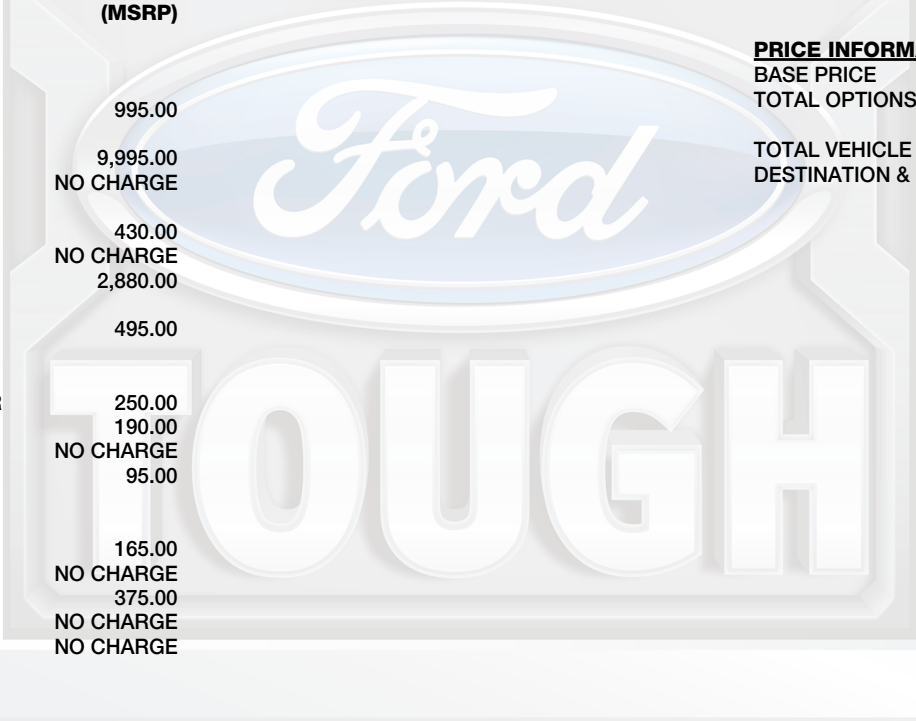 (MSRP)
995.00
9,995.00
NO CHARGE
430.00
NO CHARGE
2,880.00
495.00
250.00
190.00
NO CHARGE
95.00
165.00
NO CHARGE
375.00
NO CHARGE
NO CHARGE
PRICE INFORM
BASE PRICE
TOTAL OPTIONS
TOTAL VEHICLE
DESTINATION &
Ford
TOUGH